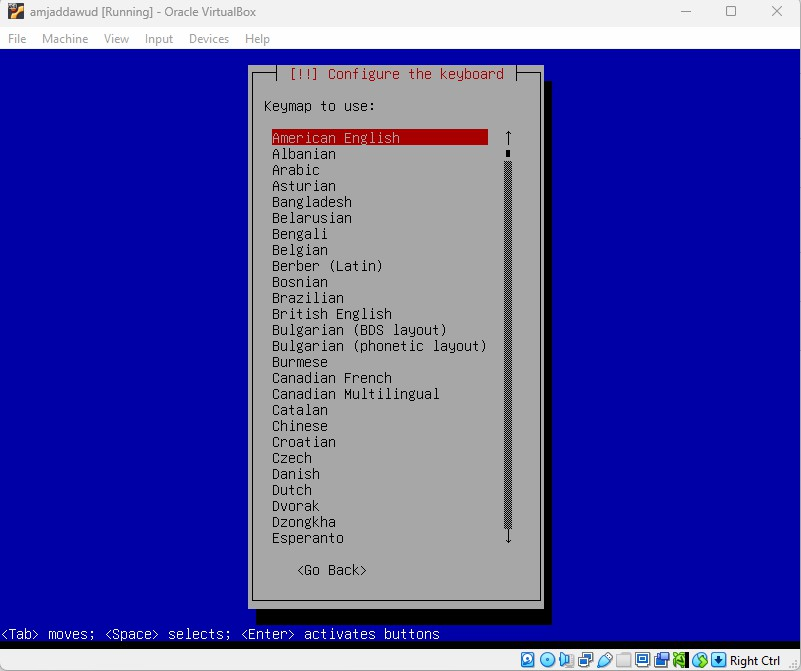 amjaddawud [Running] - Oracle VirtualBox
File Machine View Input Devices Help
[!!] Configure the keyboard
Keymap to use:
American English
Albanian
Arabic
Asturian
Bangladesh
Belarusian
Bengali
Belgian
Berber (Latin)
Bosnian
Brazilian
British English
Bulgarian (BDS layout)
Bulgarian (phonetic layout)
Burmese
Canadian French
Canadian Multilingual
Catalan
Chinese
Croatian
Czech
Danish
Dutch
Dvorak
Dzongkha
Esperanto
<Go Back>
<Tab> moves; <Space> selects; <Enter> activates buttons
Right Ctrl